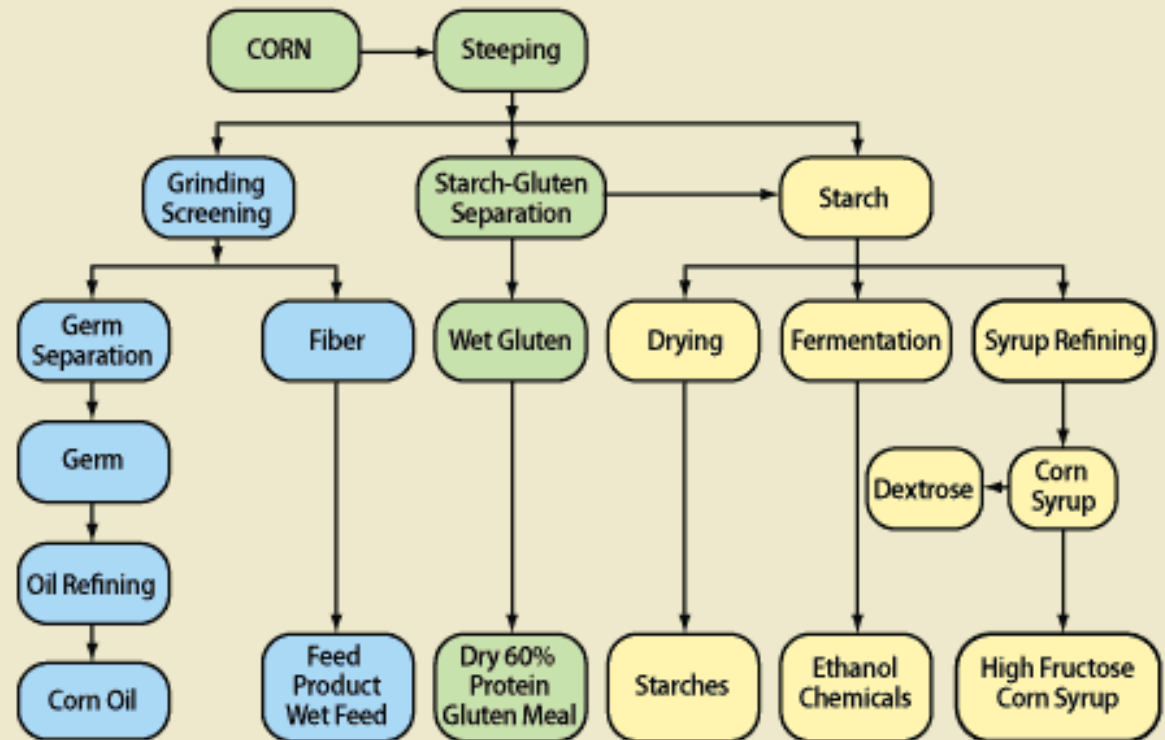 CORN
Steeping
Grinding
Screening
Starch-Gluten
Separation
Starch
Germ
Separation
Fiber
Wet Gluten
Drying
Fermentation
Syrup Refining
Germ
Dextrose
Corn
Syrup
Oil Refining
Corn Oil
Feed
Product
Wet Feed
Dry 60%
Protein
Gluten Meal
Starches
Ethanol
Chemicals
High Fructose
Corn Syrup